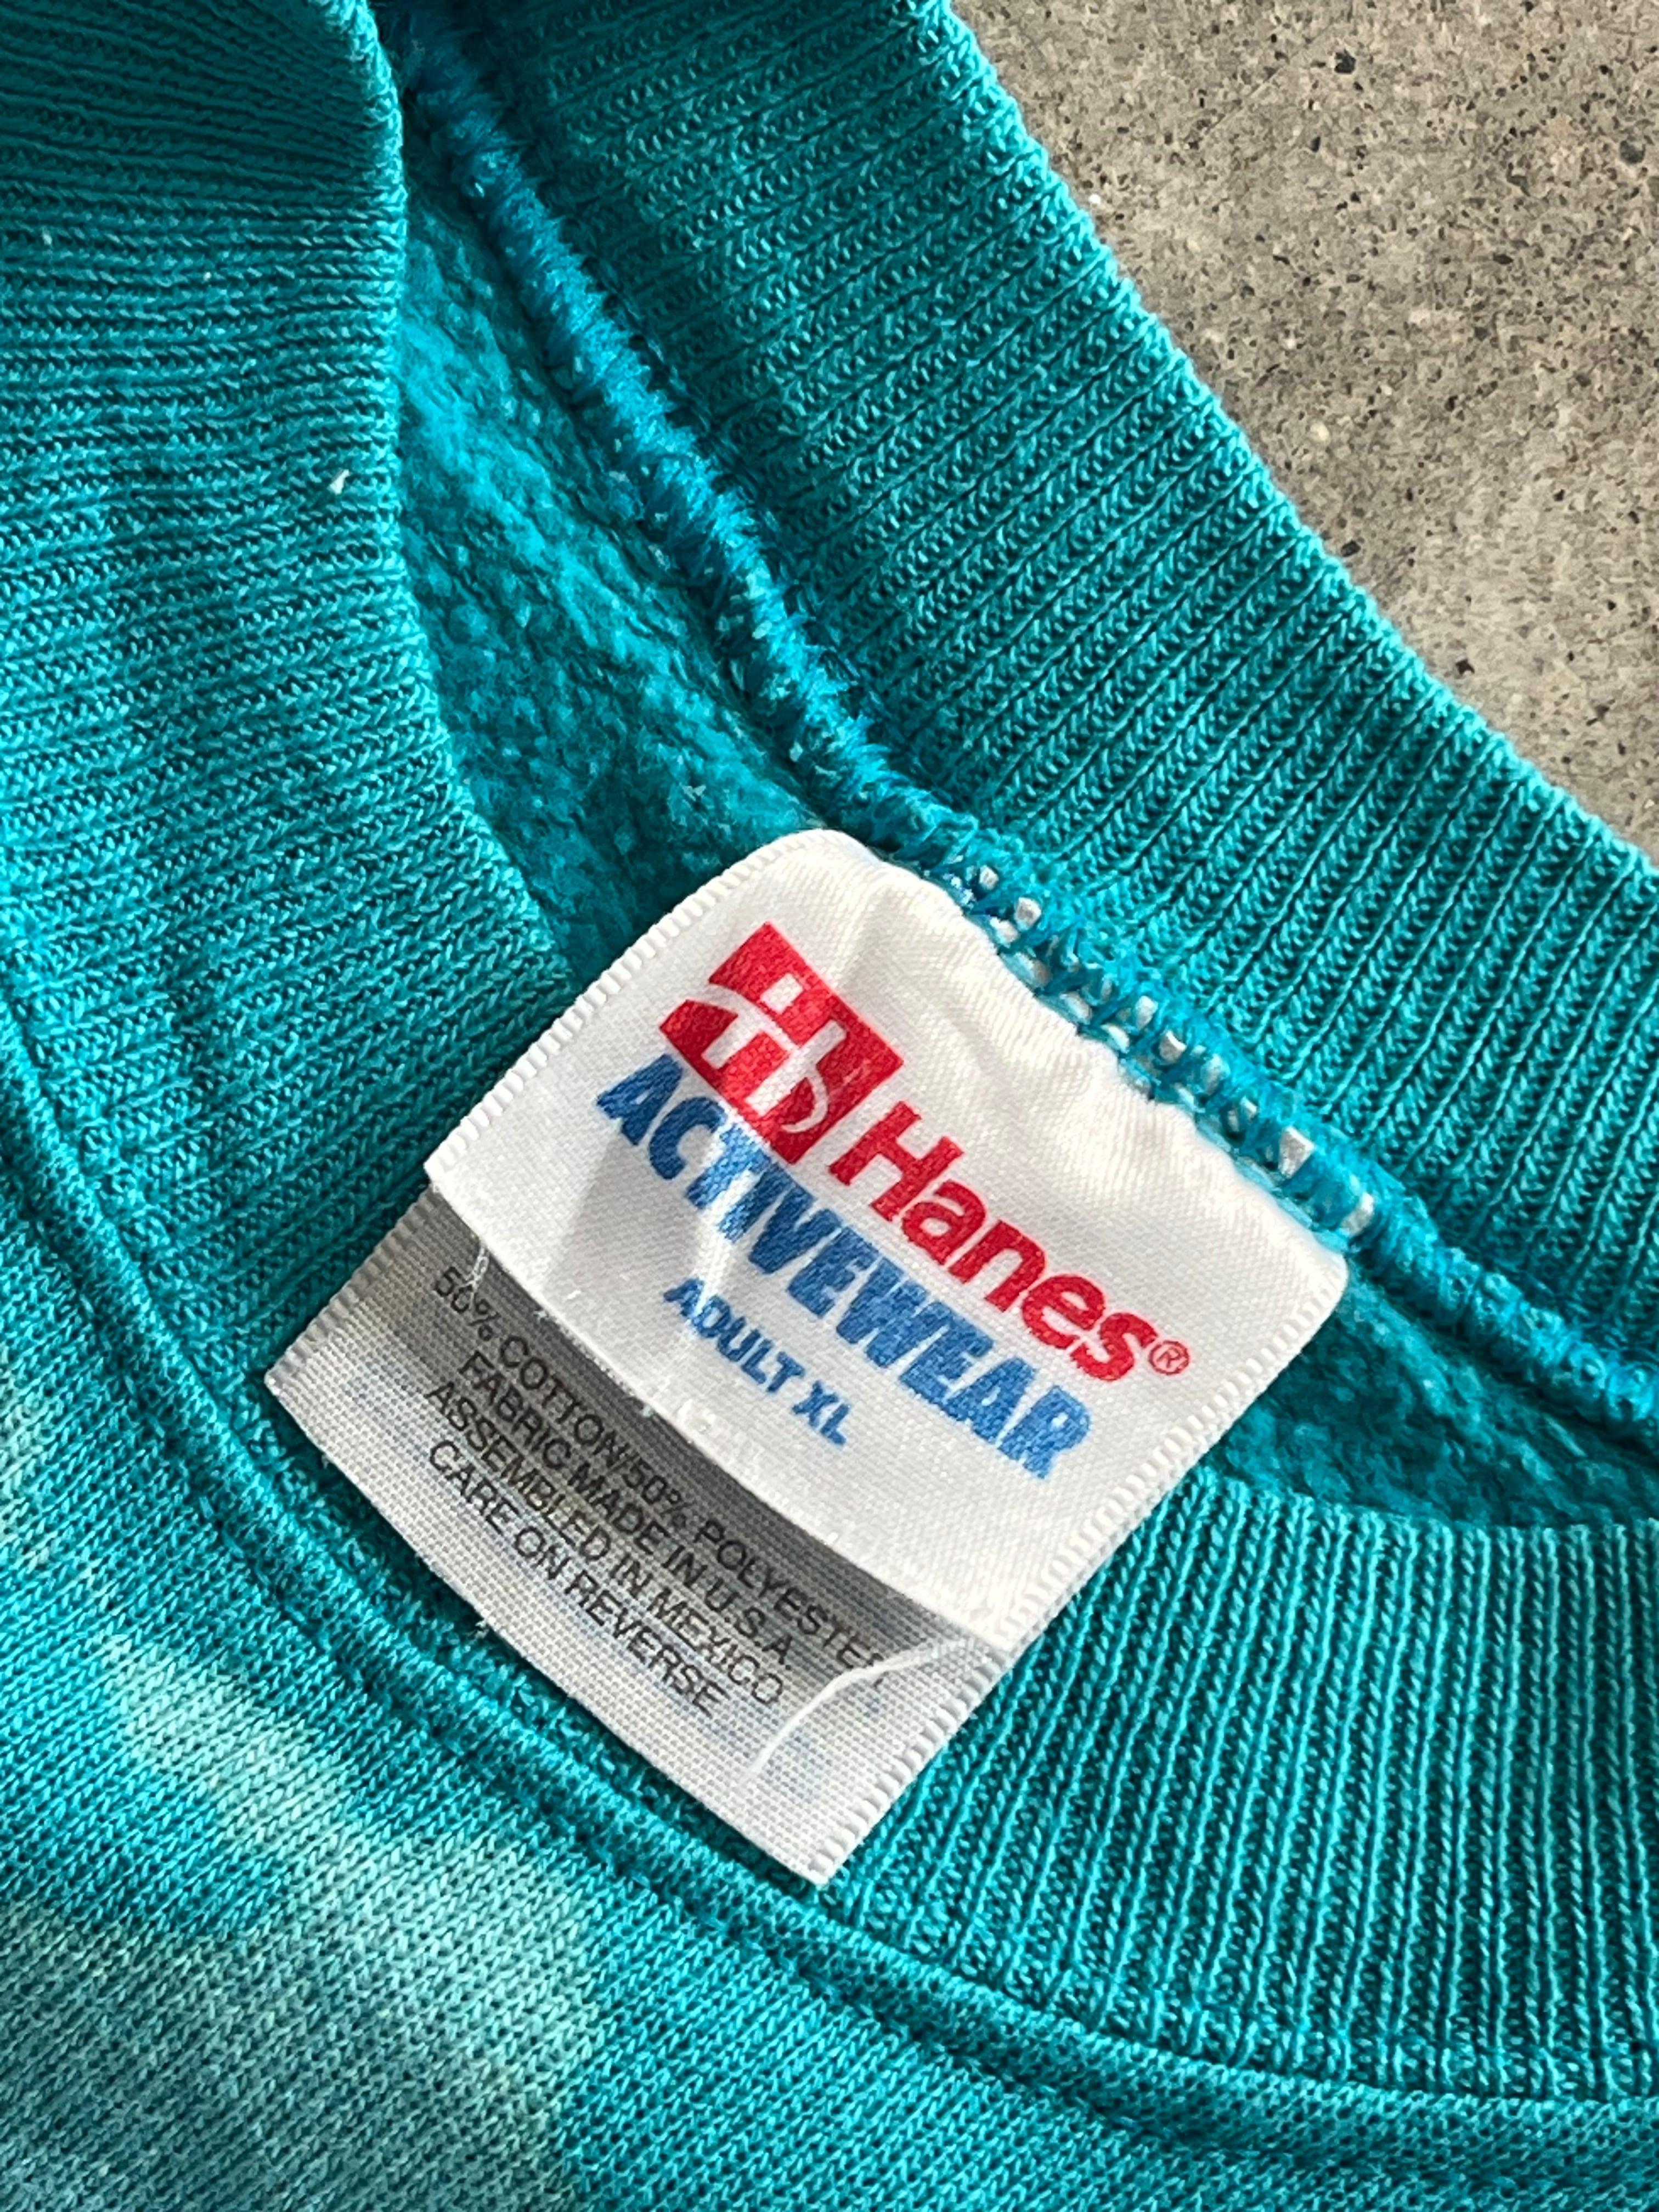 Hanes®
ACTIVEWEAR
ADULT XL
50% COTTON/50% POLYESTER
FABRIC MADE IN U.S.A.
ASSEMBLED IN MEXICO
CARE ON REVERSE